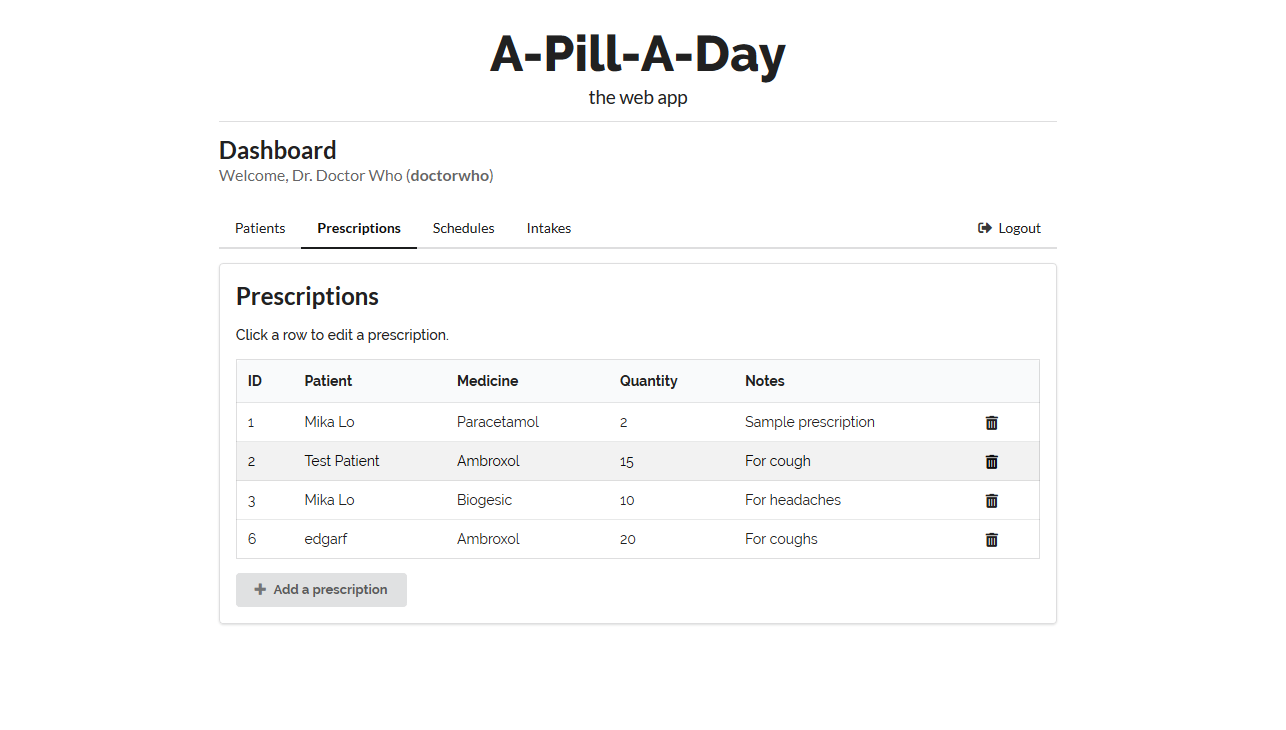 A-Pill-A-Day
the web app
Dashboard
Welcome, Dr. Doctor Who (doctorwho)
Patients Prescriptions Schedules Intakes Logout
Prescriptions
Click a row to edit a prescription.
ID Patient Medicine Quantity Notes
1 Mika Lo Paracetamol 2 Sample prescription
2 Test Patient Ambroxol 15 For cough
3 Mika Lo Biogesic 10 For headaches
6 edgarf Ambroxol 20 For coughs
Add a prescription